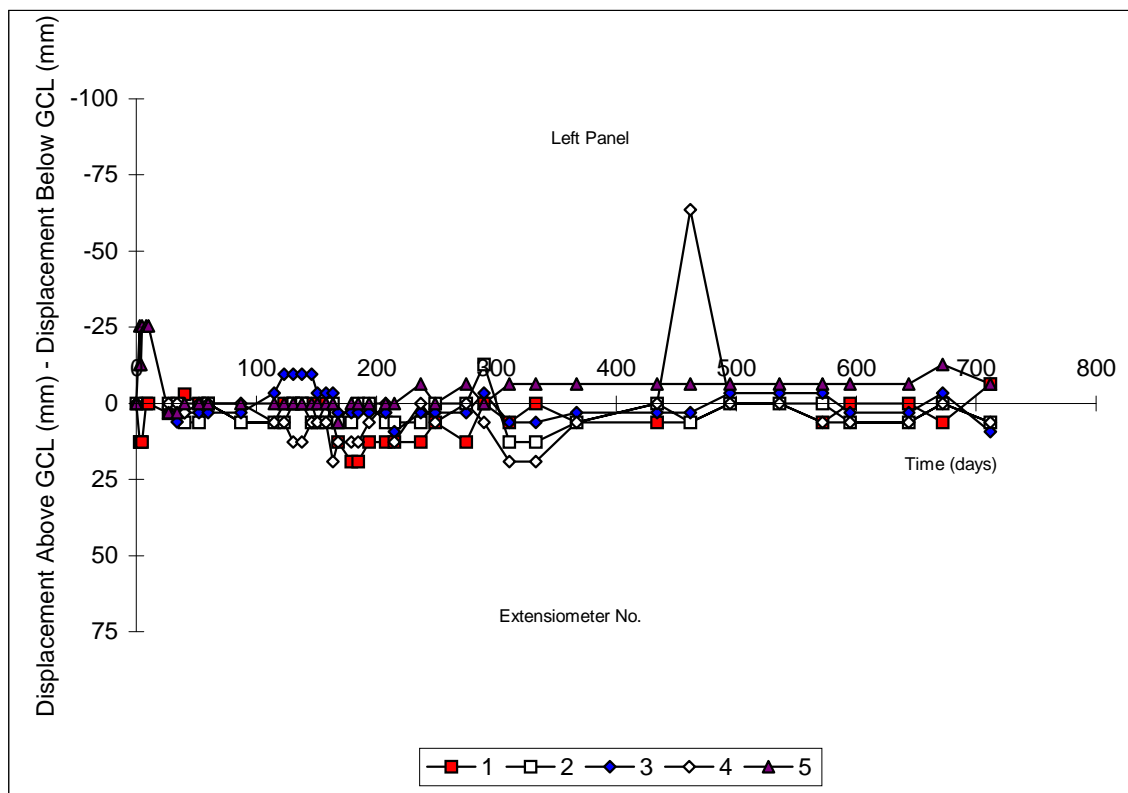 Displacement Above GCL (mm) - Displacement Below GCL (mm)
-100
-75
-50
-25
0
25
50
75
Left Panel
0 100 200 300 400 500 600 700 800
Time (days)
Extensiometer No.
1 2 3 4 5